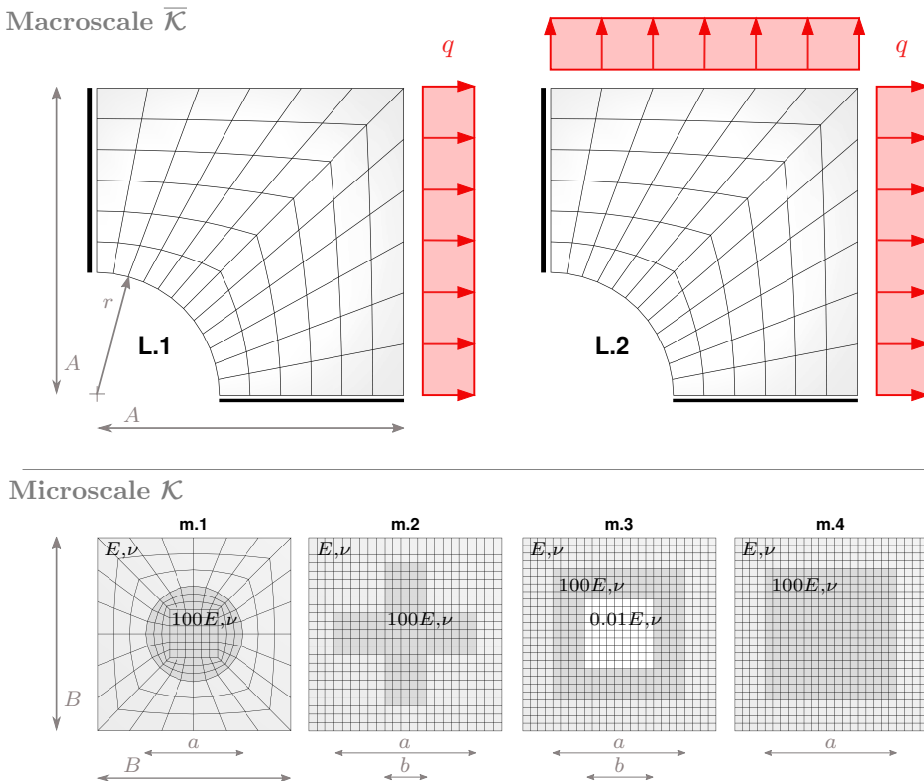 Macroscale K̅
q
q
r
A
L.1
L.2
A
Microscale K
m.1
m.2
m.3
m.4
E,ν
E,ν
E,ν
E,ν
100E,ν
100E,ν
100E,ν
0.01E,ν
100E,ν
B
a
a
a
a
B
b
b